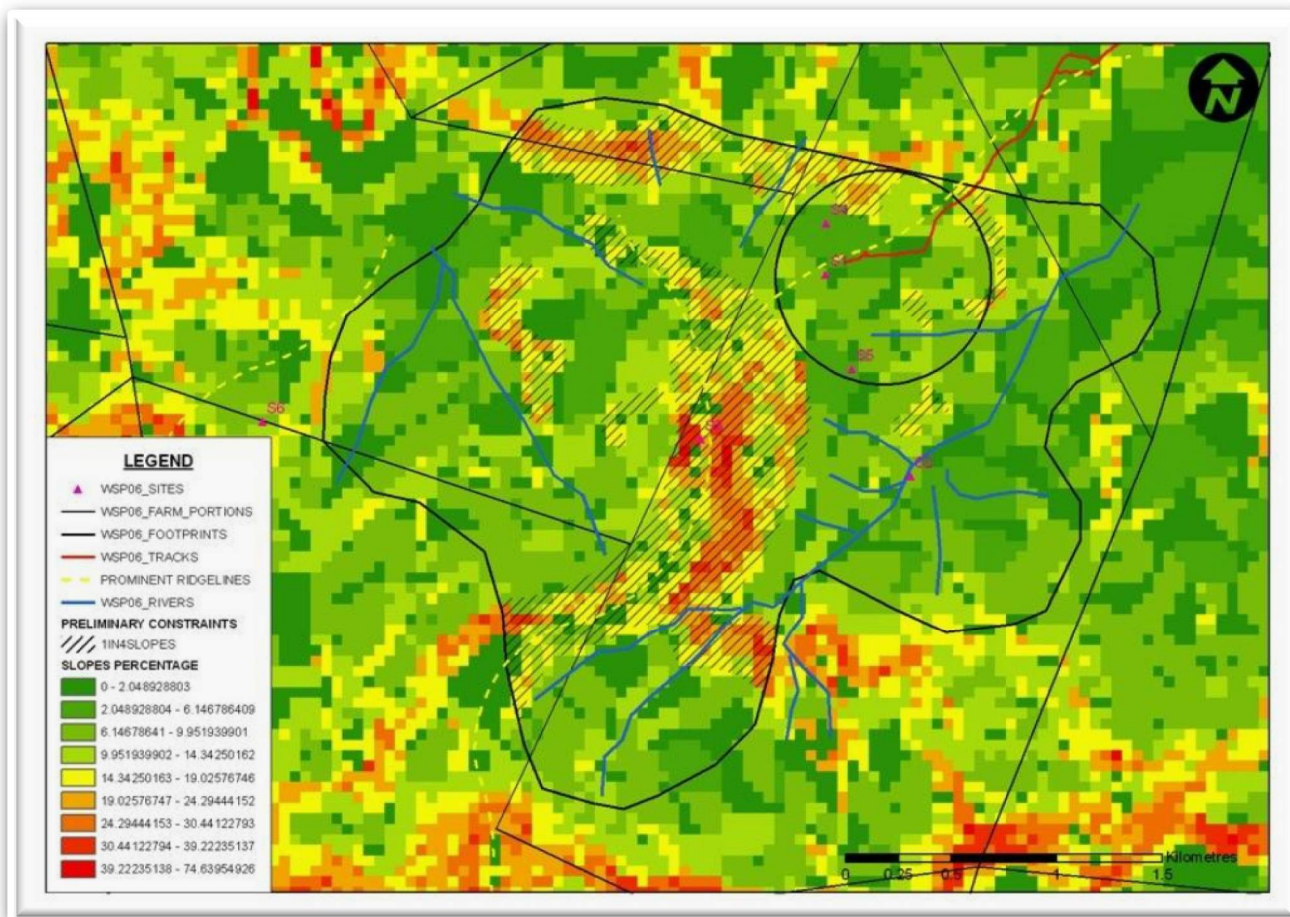 N
S4
S1
S5
S6
LEGEND
WSP06_SITES
WSP06_FARM_PORTIONS
WSP06_FOOTPRINTS
WSP06_TRACKS
PROMINENT RIDGELINES
WSP06_RIVERS
PRELIMINARY CONSTRAINTS
1IN4SLOPES
SLOPES PERCENTAGE
0 - 2.048928803
2.048928804 - 6.146786409
6.14678641 - 9.951939901
9.951939902 - 14.34250162
14.34250163 - 19.02576746
19.02576747 - 24.29444152
24.29444153 - 30.44122793
30.44122794 - 39.22235137
39.22235138 - 74.63954926
Kilometres
0 0.25 0.5 1 1.5